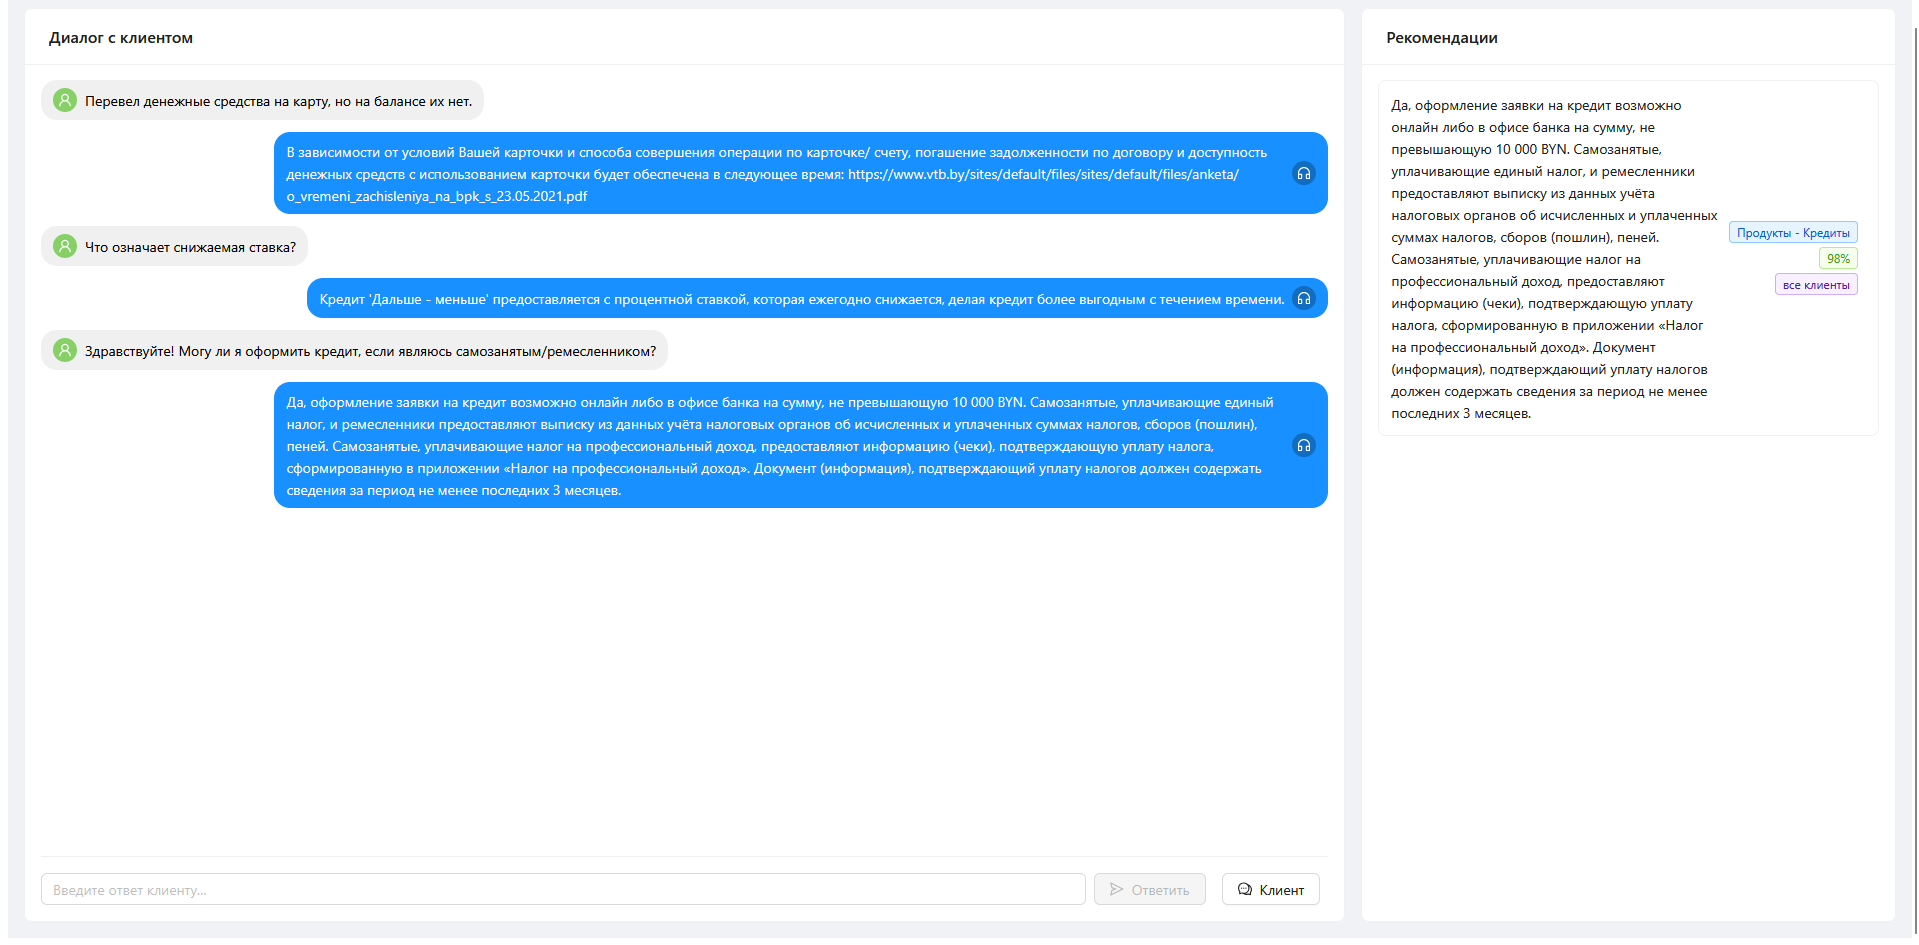 Диалог с клиентом
Перевел денежные средства на карту, но на балансе их нет.
В зависимости от условий Вашей карточки и способа совершения операции по карточке/ счету, погашение задолженности по договору и доступность
денежных средств с использованием карточки будет обеспечена в следующее время: https://www.vtb.by/sites/default/files/sites/default/files/anketa/
o_vremeni_zachisleniya_na_bpk_s_23.05.2021.pdf
Что означает снижаемая ставка?
Кредит 'Дальше - меньше' предоставляется с процентной ставкой, которая ежегодно снижается, делая кредит более выгодным с течением времени.
Здравствуйте! Могу ли я оформить кредит, если являюсь самозанятым/ремесленником?
Да, оформление заявки на кредит возможно онлайн либо в офисе банка на сумму, не превышающую 10 000 BYN. Самозанятые, уплачивающие единый
налог, и ремесленники предоставляют выписку из данных учёта налоговых органов об исчисленных и уплаченных суммах налогов, сборов (пошлин),
пеней. Самозанятые, уплачивающие налог на профессиональный доход, предоставляют информацию (чеки), подтверждающую уплату налога,
сформированную в приложении «Налог на профессиональный доход». Документ (информация), подтверждающий уплату налогов должен содержать
сведения за период не менее последних 3 месяцев.
Введите ответ клиенту...
Ответить
Клиент
Рекомендации
Да, оформление заявки на кредит возможно
онлайн либо в офисе банка на сумму, не
превышающую 10 000 BYN. Самозанятые,
уплачивающие единый налог, и ремесленники
предоставляют выписку из данных учёта
налоговых органов об исчисленных и уплаченных
суммах налогов, сборов (пошлин), пеней.
Самозанятые, уплачивающие налог на
профессиональный доход, предоставляют
информацию (чеки), подтверждающую уплату
налога, сформированную в приложении «Налог
на профессиональный доход». Документ
(информация), подтверждающий уплату налогов
должен содержать сведения за период не менее
последних 3 месяцев.
Продукты - Кредиты
98%
все клиенты